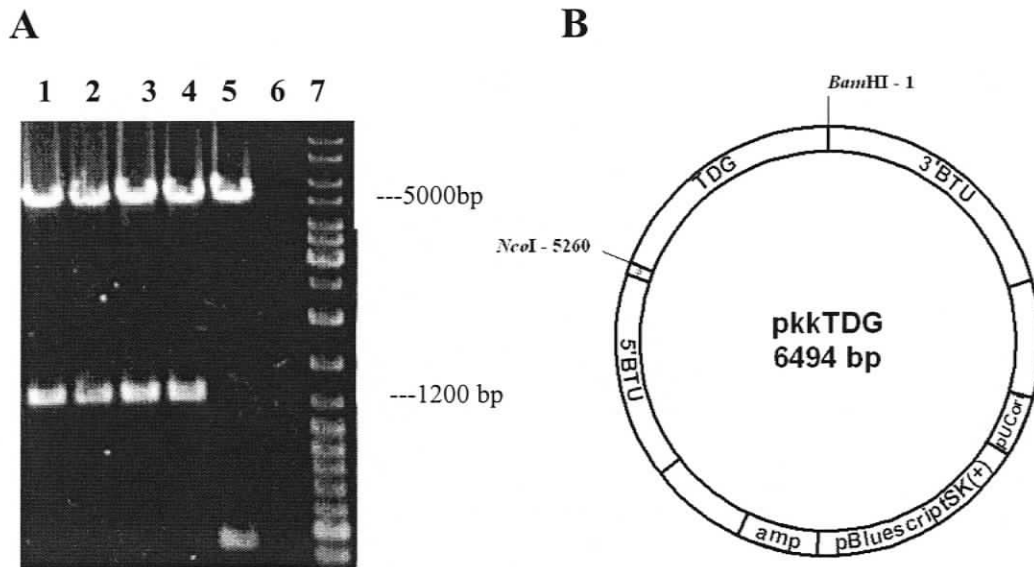 A
B
1 2 3 4 5 6 7
---5000bp
---1200 bp
BamHI - 1
TDG
3'BTU
NcoI - 5260
pkkTDG
6494 bp
5'BTU
pUCori
pBluescriptSK(+)
amp